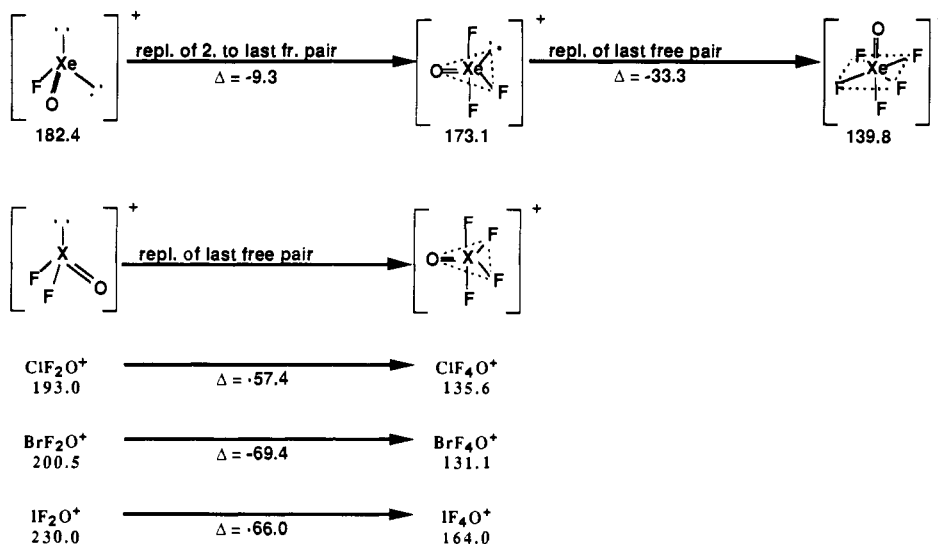 + repl. of 2. to last fr. pair + repl. of last free pair +
Xe F O Δ = -9.3 F O Xe F F Δ = -33.3 O F Xe F F F F
182.4 173.1 139.8
+ repl. of last free pair +
X F F O F O X F F F
ClF₂O⁺ Δ = ·57.4 ClF₄O⁺
193.0 135.6
BrF₂O⁺ Δ = -69.4 BrF₄O⁺
200.5 131.1
IF₂O⁺ Δ = ·66.0 IF₄O⁺
230.0 164.0